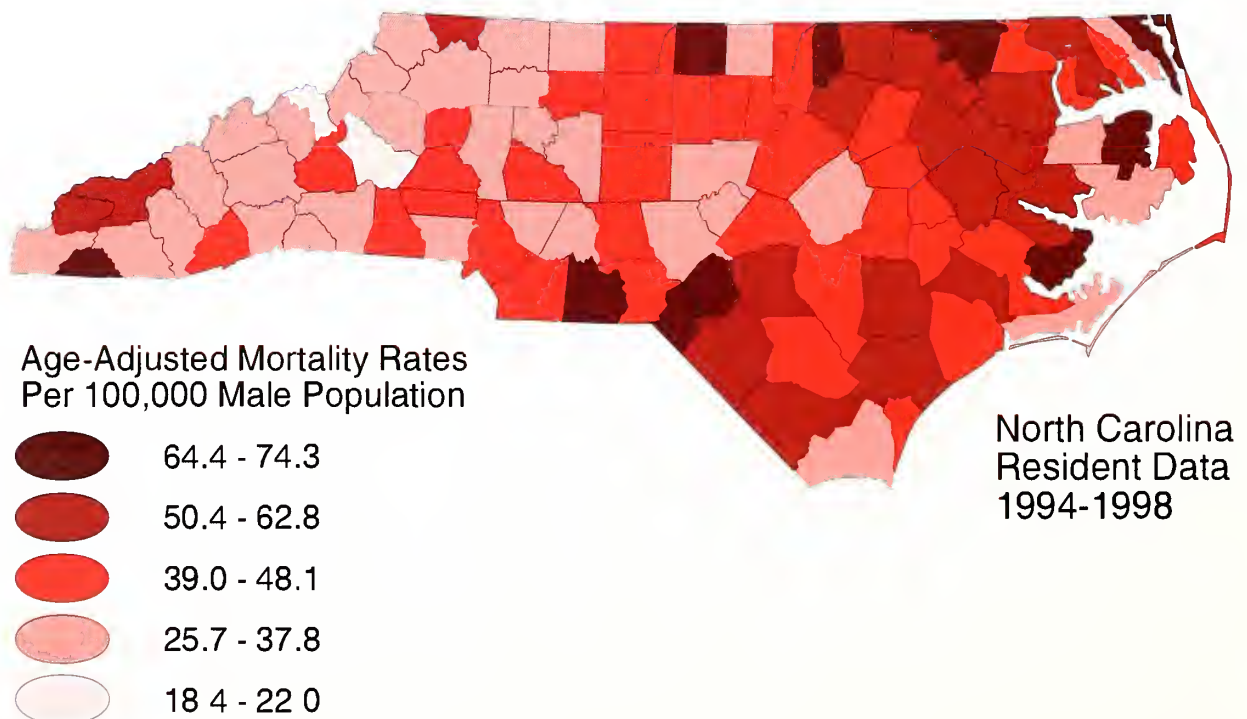 Age-Adjusted Mortality Rates
Per 100,000 Male Population
64.4 - 74.3
50.4 - 62.8
39.0 - 48.1
25.7 - 37.8
18 4 - 22 0
North Carolina
Resident Data
1994-1998